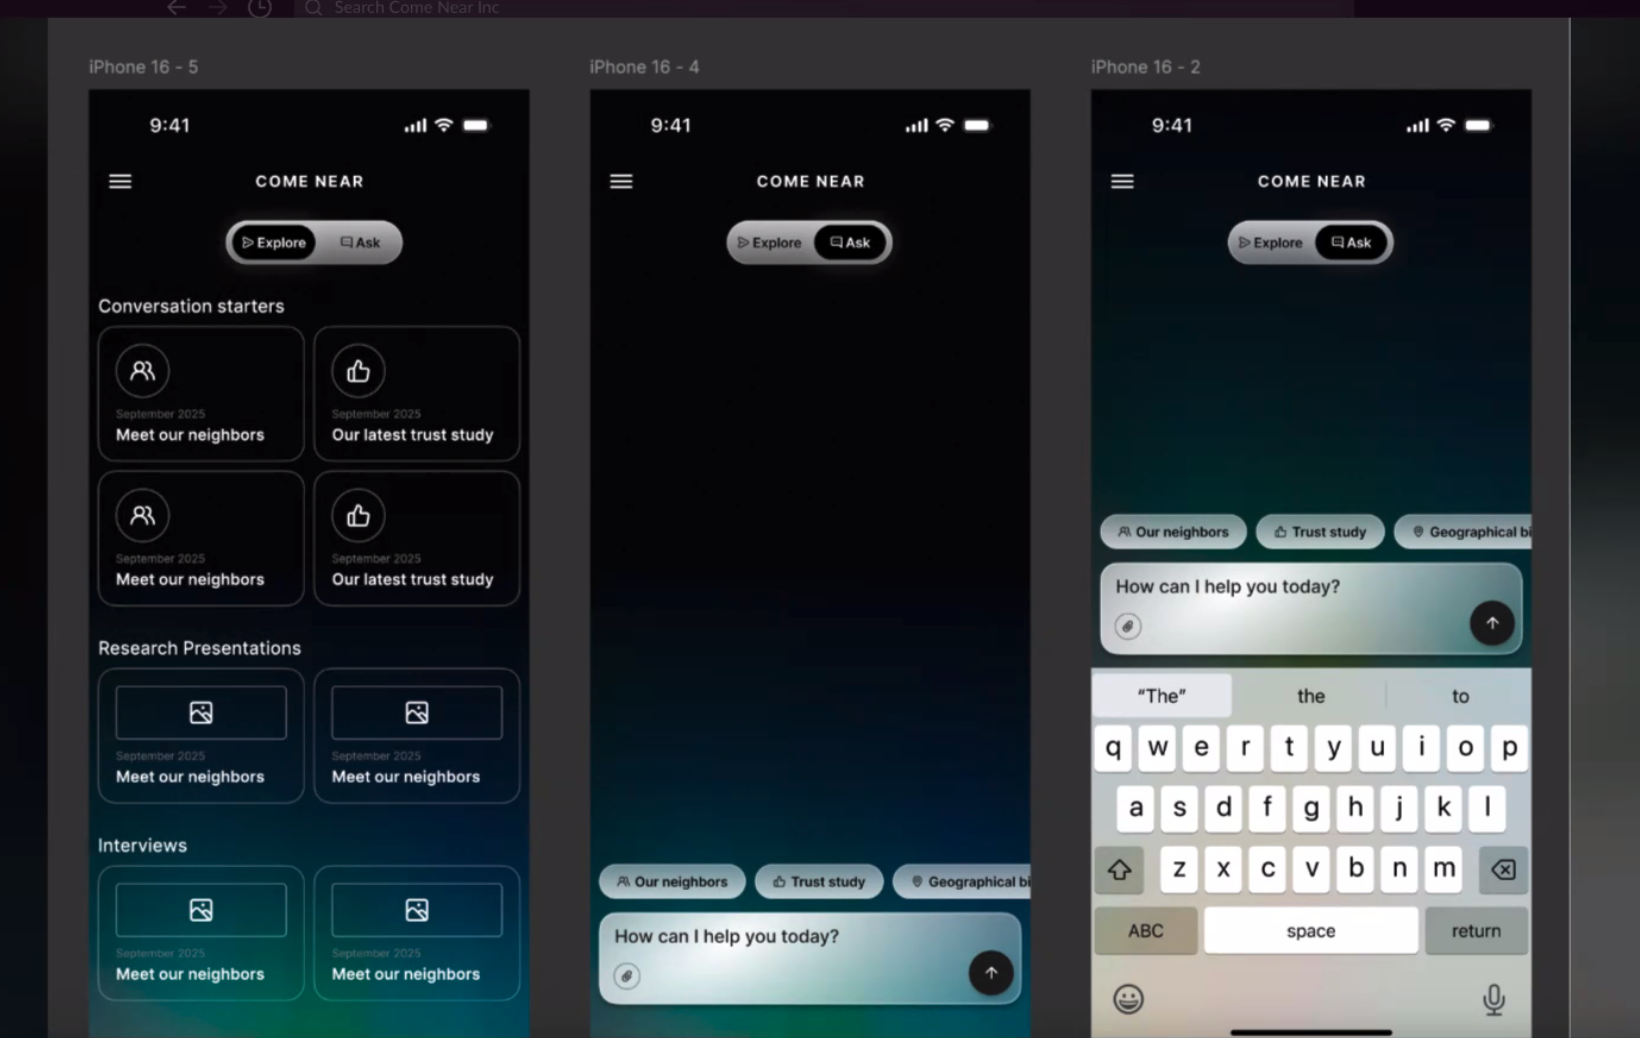 Search Come Near Inc
iPhone 16 - 5
9:41
COME NEAR
Explore
Ask
Conversation starters
September 2025
Meet our neighbors
September 2025
Our latest trust study
September 2025
Meet our neighbors
September 2025
Our latest trust study
Research Presentations
September 2025
Meet our neighbors
September 2025
Meet our neighbors
Interviews
September 2025
Meet our neighbors
September 2025
Meet our neighbors
iPhone 16 - 4
9:41
COME NEAR
Explore
Ask
Our neighbors
Trust study
Geographical bi
How can I help you today?
iPhone 16 - 2
9:41
COME NEAR
Explore
Ask
Our neighbors
Trust study
Geographical bi
How can I help you today?
“The”
the
to
q w e r t y u i o p
a s d f g h j k l
z x c v b n m
ABC
space
return